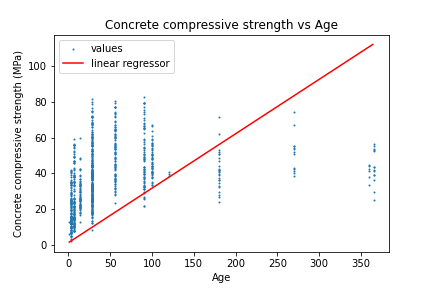 Concrete compressive strength vs Age
values
linear regressor
Concrete compressive strength (MPa)
100
80
60
40
20
0
0 50 100 150 200 250 300 350
Age